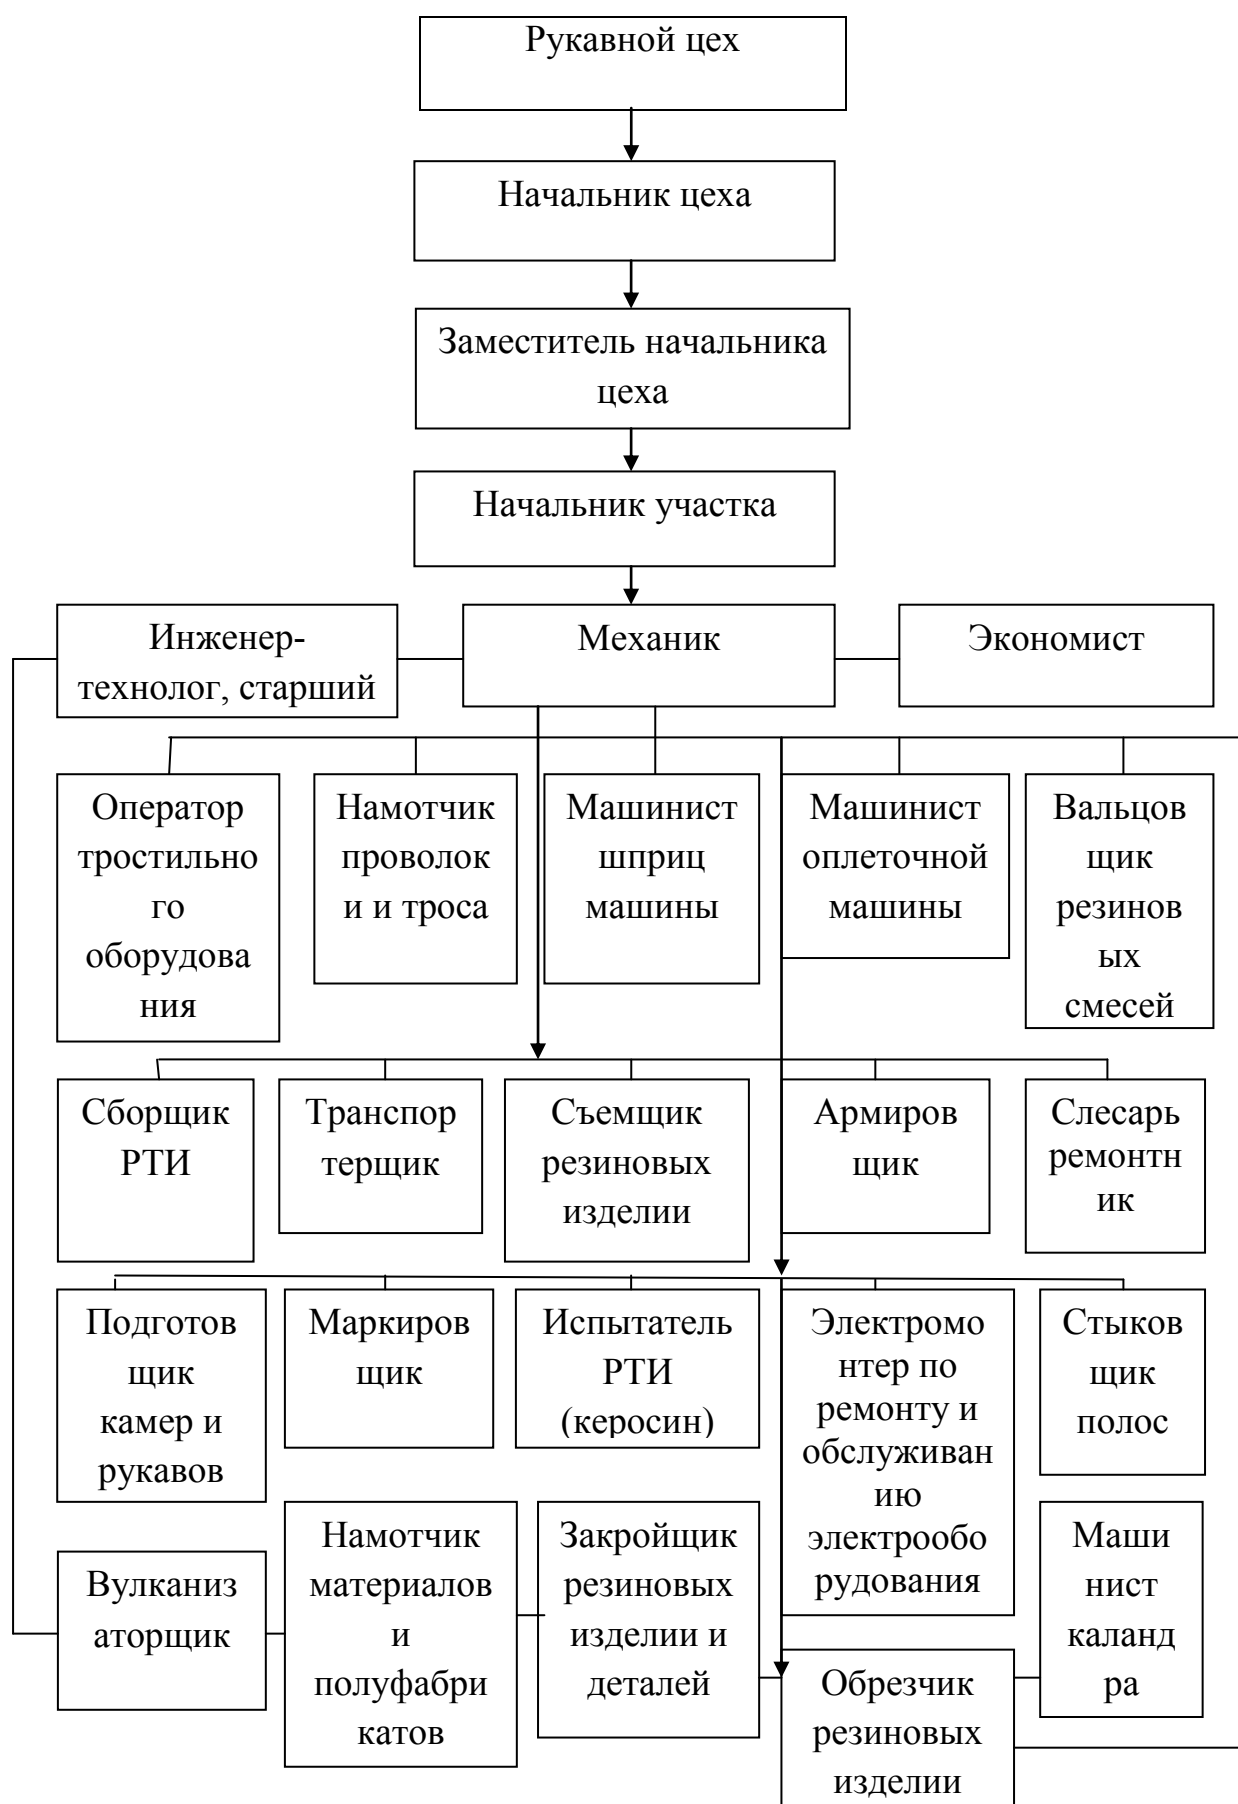 Рукавной цех
Начальник цеха
Заместитель начальника
цеха
Начальник участка
Инженер-
технолог, старший
Механик
Экономист
Оператор
тростильно
го
оборудова
ния
Намотчик
проволок
и и троса
Машинист
шприц
машины
Машинист
оплеточной
машины
Вальцов
щик
резинов
ых
смесей
Сборщик
РТИ
Транспор
терщик
Съемщик
резиновых
изделии
Армиров
щик
Слесарь
ремонтн
ик
Подготов
щик
камер и
рукавов
Маркиров
щик
Испытатель
РТИ
(керосин)
Электромо
нтер по
ремонту и
обслуживан
ию
электрообо
рудования
Стыков
щик
полос
Вулканиз
аторщик
Намотчик
материалов
и
полуфабри
катов
Закройщик
резиновых
изделии и
деталей
Обрезчик
резиновых
изделии
Маши
нист
каланд
ра